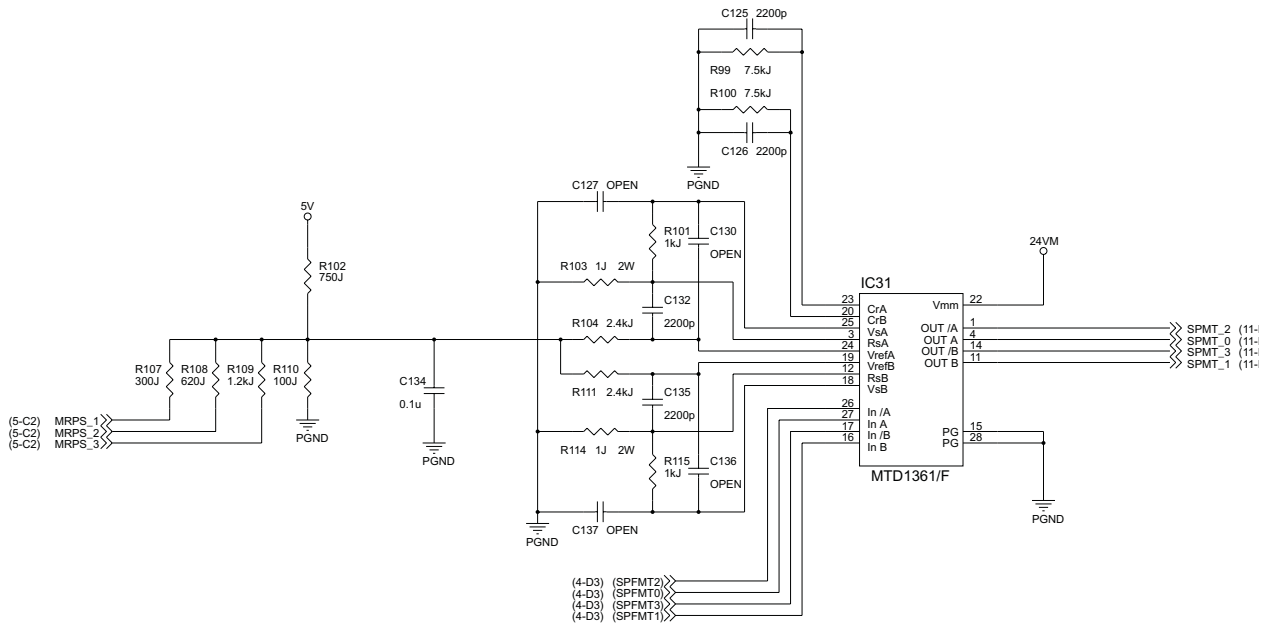 C125 2200p
R99 7.5kJ
R100 7.5kJ
C126 2200p
PGND
C127 OPEN
5V
R102
750J
R101
1kJ
C130
OPEN
R103 1J 2W
C132
2200p
R104 2.4kJ
24VM
IC31
23 CrA
20 CrB
25 VsA
3 RsA
24 VrefA
19 VrefB
12 RsB
18 VsB
26 In /A
27 In A
17 In /B
16 In B
Vmm 22
OUT /A 1
OUT A 4
OUT /B 14
OUT B 11
PG 15
PG 28
MTD1361/F
SPMT_2 (11-
SPMT_0 (11-
SPMT_3 (11-
SPMT_1 (11-
PGND
R107
300J
R108
620J
R109
1.2kJ
R110
100J
PGND
C134
0.1u
PGND
(5-C2) MRPS_1
(5-C2) MRPS_2
(5-C2) MRPS_3
R111 2.4kJ
C135
2200p
R114 1J 2W
R115
1kJ
C136
OPEN
C137 OPEN
PGND
(4-D3) (SPFMT2)
(4-D3) (SPFMT0)
(4-D3) (SPFMT3)
(4-D3) (SPFMT1)